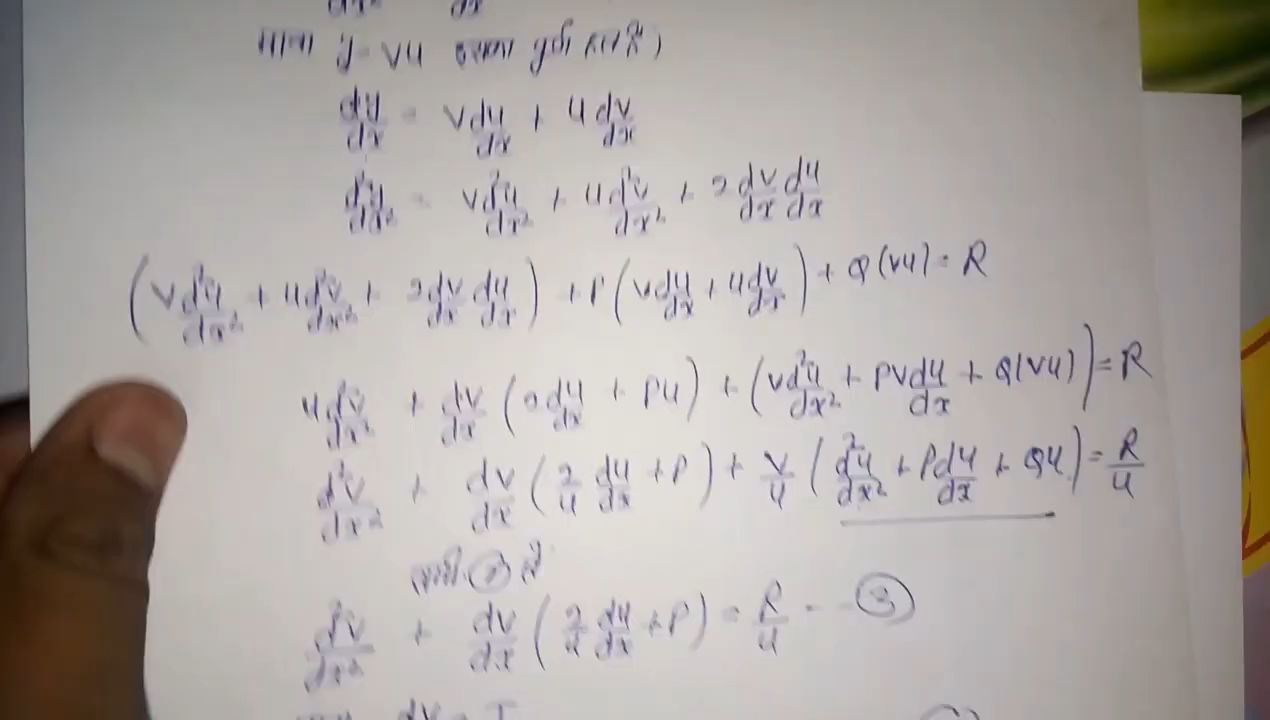 माना y = vu इसका पूर्ण हल है,
dy/dx = v du/dx + u dv/dx
d²y/dx² = v d²u/dx² + u d²v/dx² + 2 dv/dx du/dx
(v d²u/dx² + u d²v/dx² + 2 dv/dx du/dx) + P (v du/dx + u dv/dx) + Q (vu) = R
u d²v/dx² + dv/dx (2 du/dx + Pu) + (v d²u/dx² + Pv du/dx + Q(vu)) = R
d²v/dx² + dv/dx (2/u du/dx + P) + v/u (d²u/dx² + P du/dx + Qu) = R/u
समी. (2) से
d²v/dx² + dv/dx (2/u du/dx + P) = R/u - - (3)